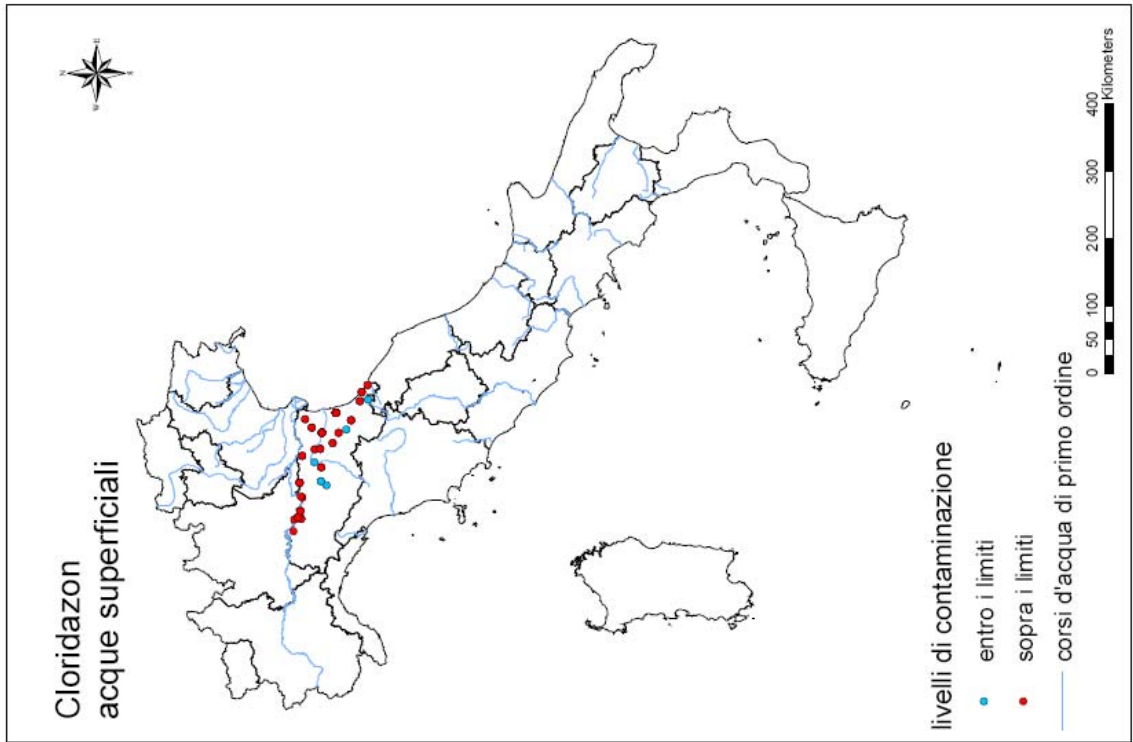 Cloridazon
acque superficiali
N
W
E
S
livelli di contaminazione
entro i limiti
sopra i limiti
corsi d'acqua di primo ordine
0 50 100 200 300 400
Kilometers